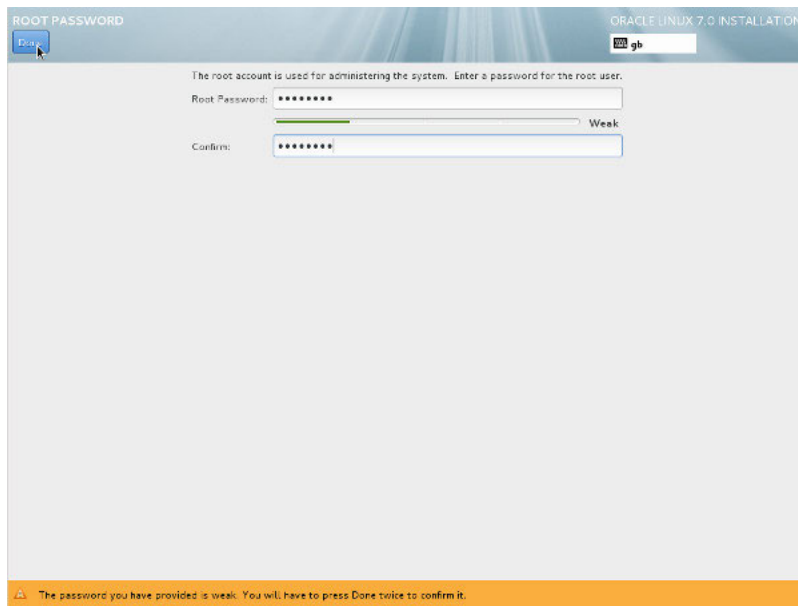 ROOT PASSWORD
ORACLE LINUX 7.0 INSTALLATION
Done
gb
The root account is used for administering the system. Enter a password for the root user.
Root Password: ••••••••
Weak
Confirm: ••••••••
The password you have provided is weak. You will have to press Done twice to confirm it.